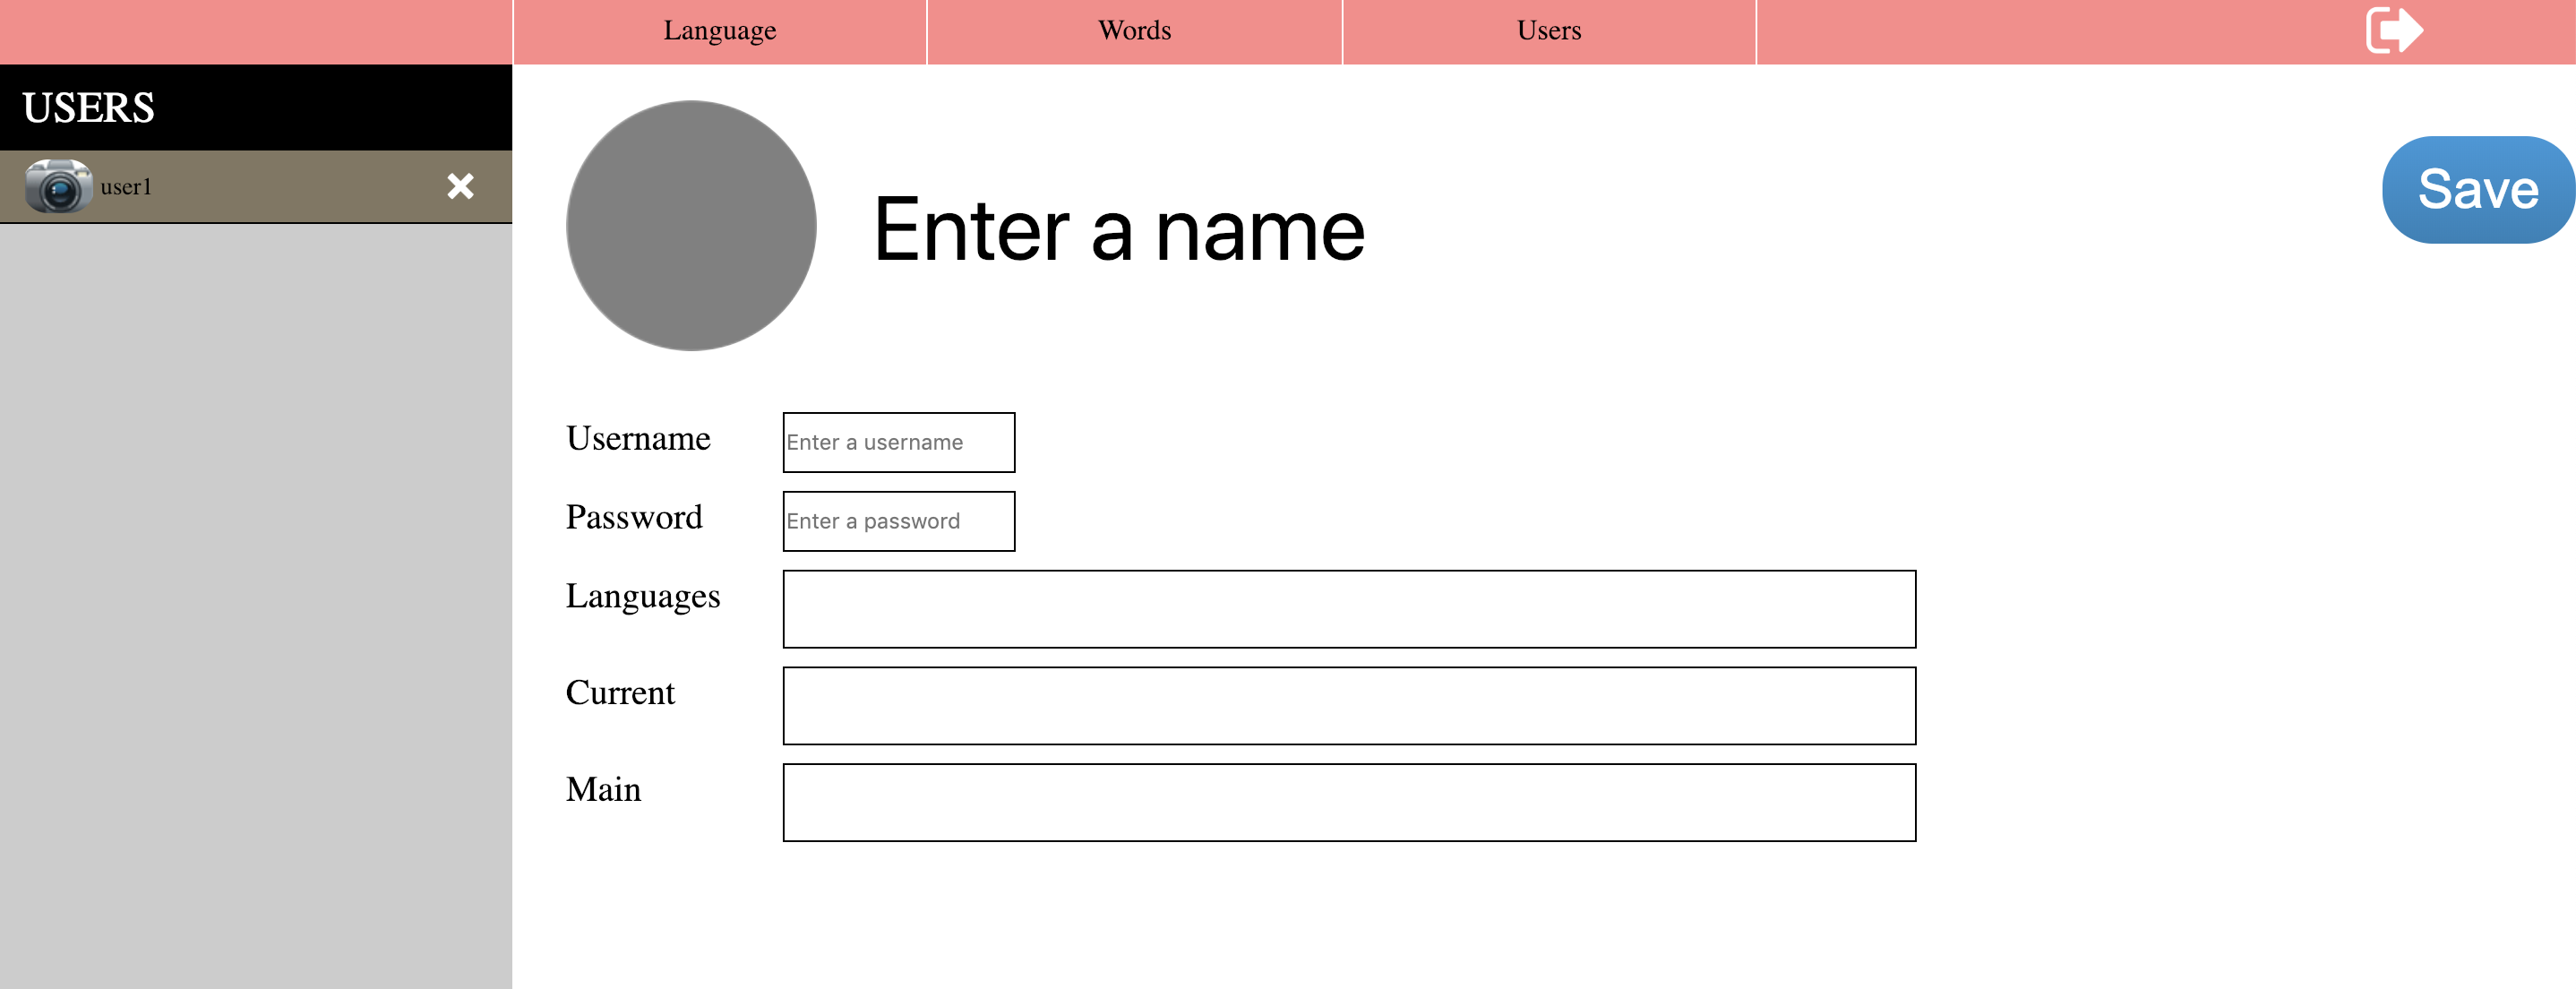 Language Words Users
USERS
user1
Enter a name
Save
Username Enter a username
Password Enter a password
Languages
Current
Main